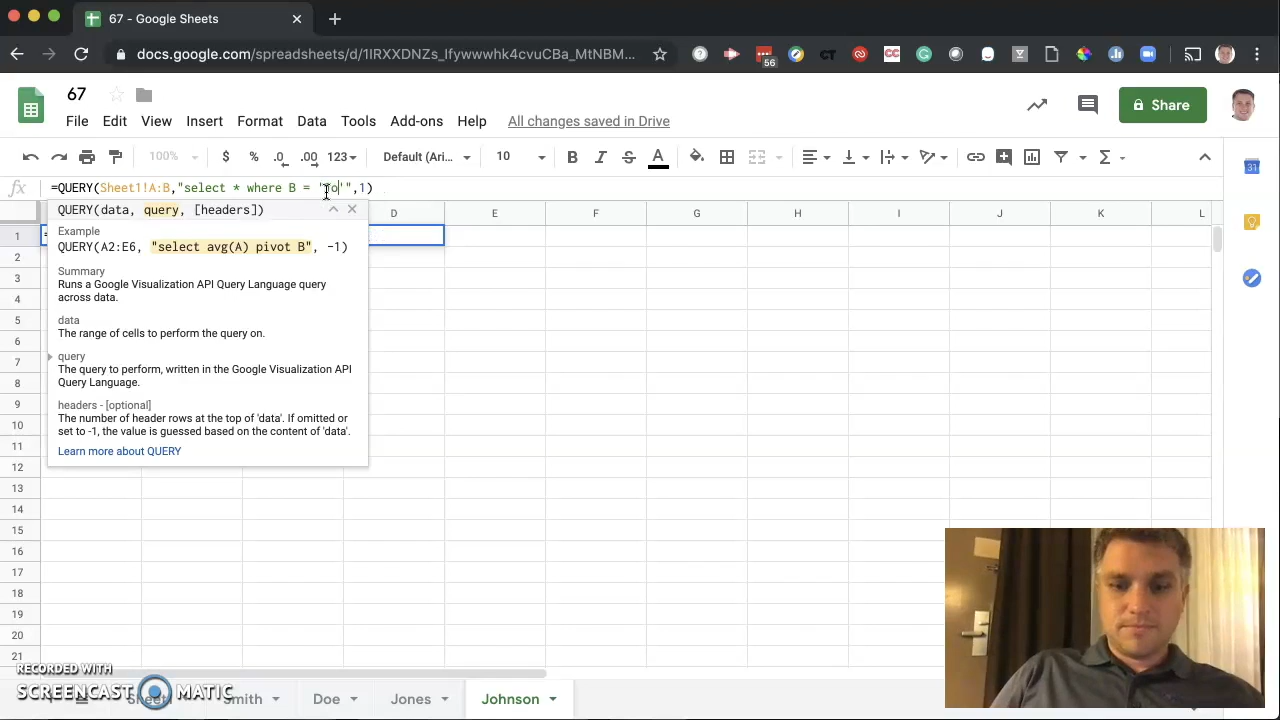 67 - Google Sheets
docs.google.com/spreadsheets/d/1IRXXDNZs_Ifywwwhk4cvuCBa_MtNBM...
56
67
Share
File Edit View Insert Format Data Tools Add-ons Help All changes saved in Drive
100% $ % .0 .00 123 Default (Ari... 10 B I S A
31
fx =QUERY(Sheet1!A:B,"select * where B = 'Jo'",1)
QUERY(data, query, [headers])
D E F G H I J K L
Example
QUERY(A2:E6, "select avg(A) pivot B", -1)
Summary
Runs a Google Visualization API Query Language query
across data.
data
The range of cells to perform the query on.
query
The query to perform, written in the Google Visualization API
Query Language.
headers - [optional]
The number of header rows at the top of 'data'. If omitted or
set to -1, the value is guessed based on the content of 'data'.
Learn more about QUERY
1 =
2
3
4
5
6
7
8
9
10
11
12
13
14
15
16
17
18
19
20
21
RECORDED WITH
SCREENCAST MATIC
Sheet1 Smith Doe Jones Johnson